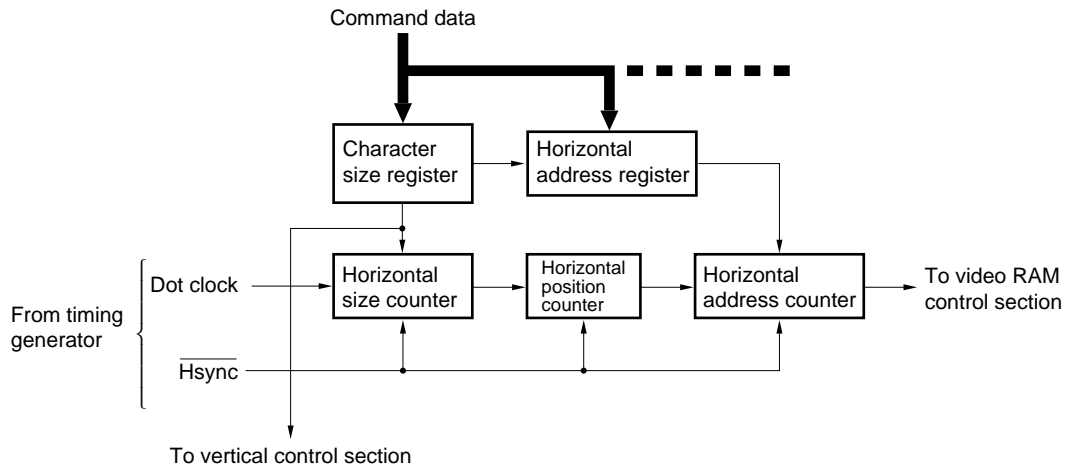 Command data
Character
size register
Horizontal
address register
Dot clock
Horizontal
size counter
Horizontal
position
counter
Horizontal
address counter
To video RAM
control section
From timing
generator
Hsync
To vertical control section